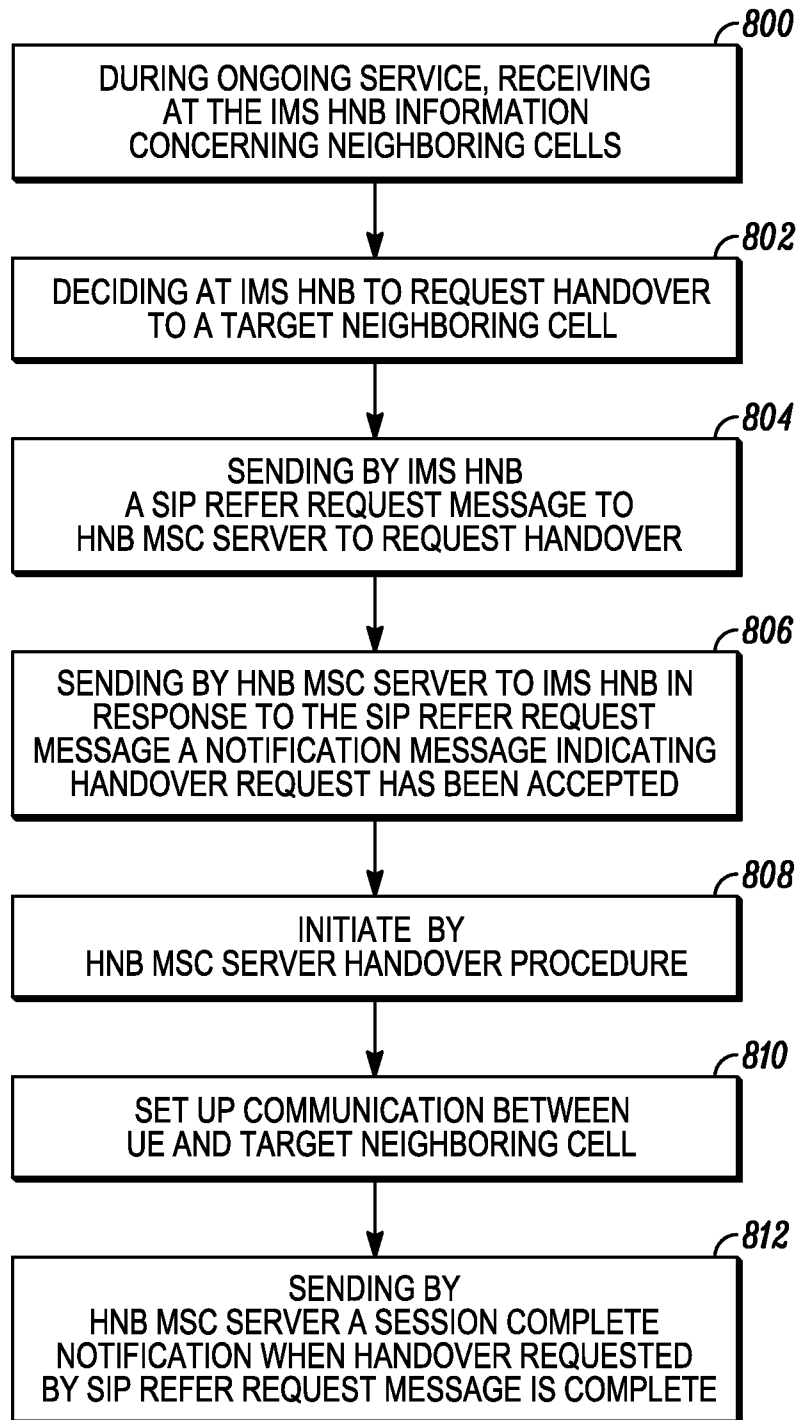 800
DURING ONGOING SERVICE, RECEIVING
AT THE IMS HNB INFORMATION
CONCERNING NEIGHBORING CELLS
802
DECIDING AT IMS HNB TO REQUEST HANDOVER
TO A TARGET NEIGHBORING CELL
804
SENDING BY IMS HNB
A SIP REFER REQUEST MESSAGE TO
HNB MSC SERVER TO REQUEST HANDOVER
806
SENDING BY HNB MSC SERVER TO IMS HNB IN
RESPONSE TO THE SIP REFER REQUEST
MESSAGE A NOTIFICATION MESSAGE INDICATING
HANDOVER REQUEST HAS BEEN ACCEPTED
808
INITIATE BY
HNB MSC SERVER HANDOVER PROCEDURE
810
SET UP COMMUNICATION BETWEEN
UE AND TARGET NEIGHBORING CELL
812
SENDING BY
HNB MSC SERVER A SESSION COMPLETE
NOTIFICATION WHEN HANDOVER REQUESTED
BY SIP REFER REQUEST MESSAGE IS COMPLETE